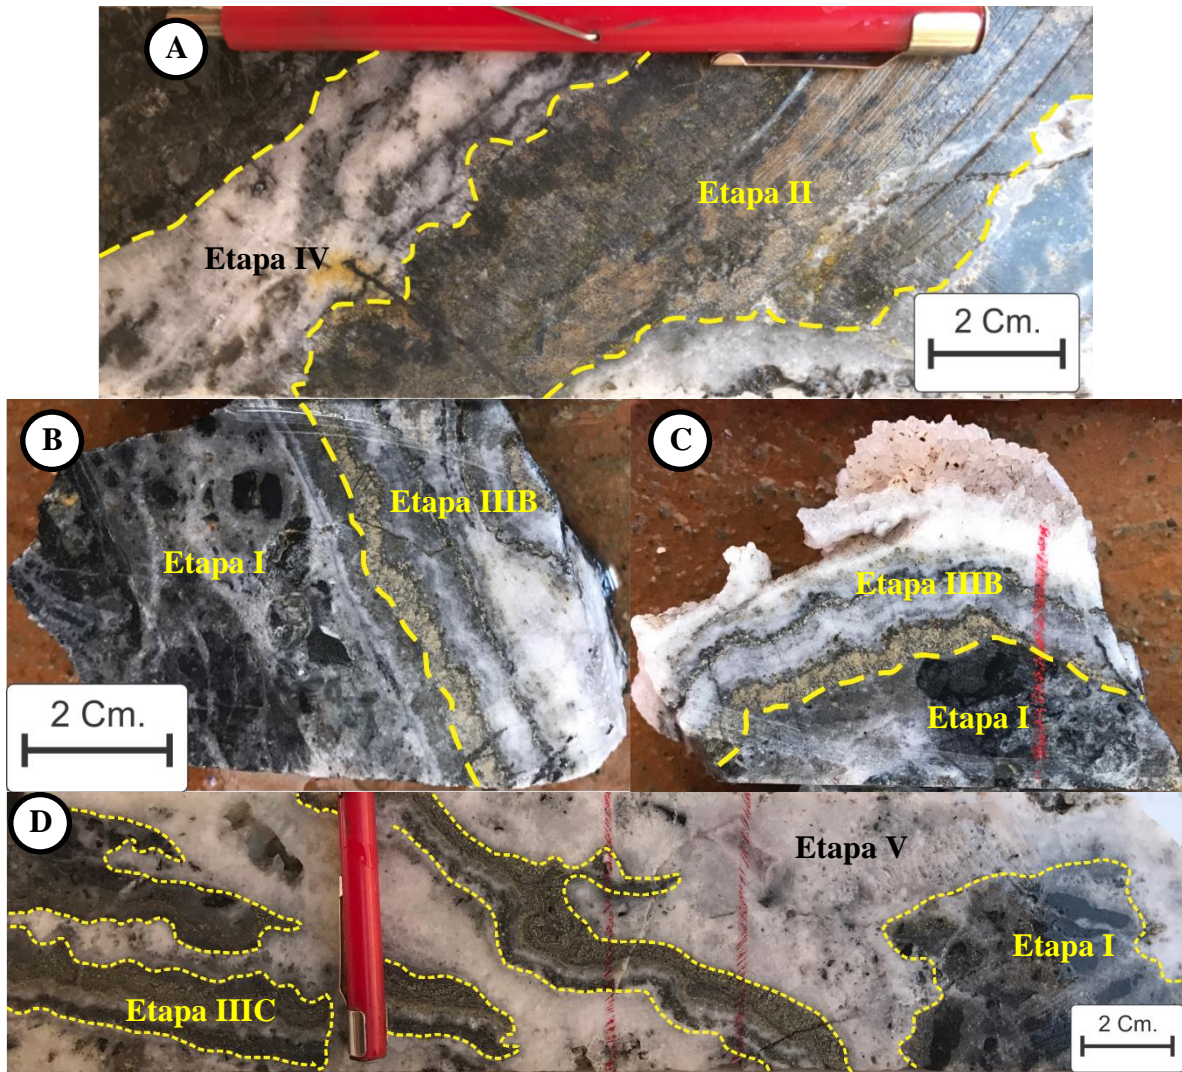 A
Etapa II
Etapa IV
2 Cm.
B
Etapa IIIB
Etapa I
2 Cm.
C
Etapa IIIB
Etapa I
D
Etapa V
Etapa I
Etapa IIIC
2 Cm.